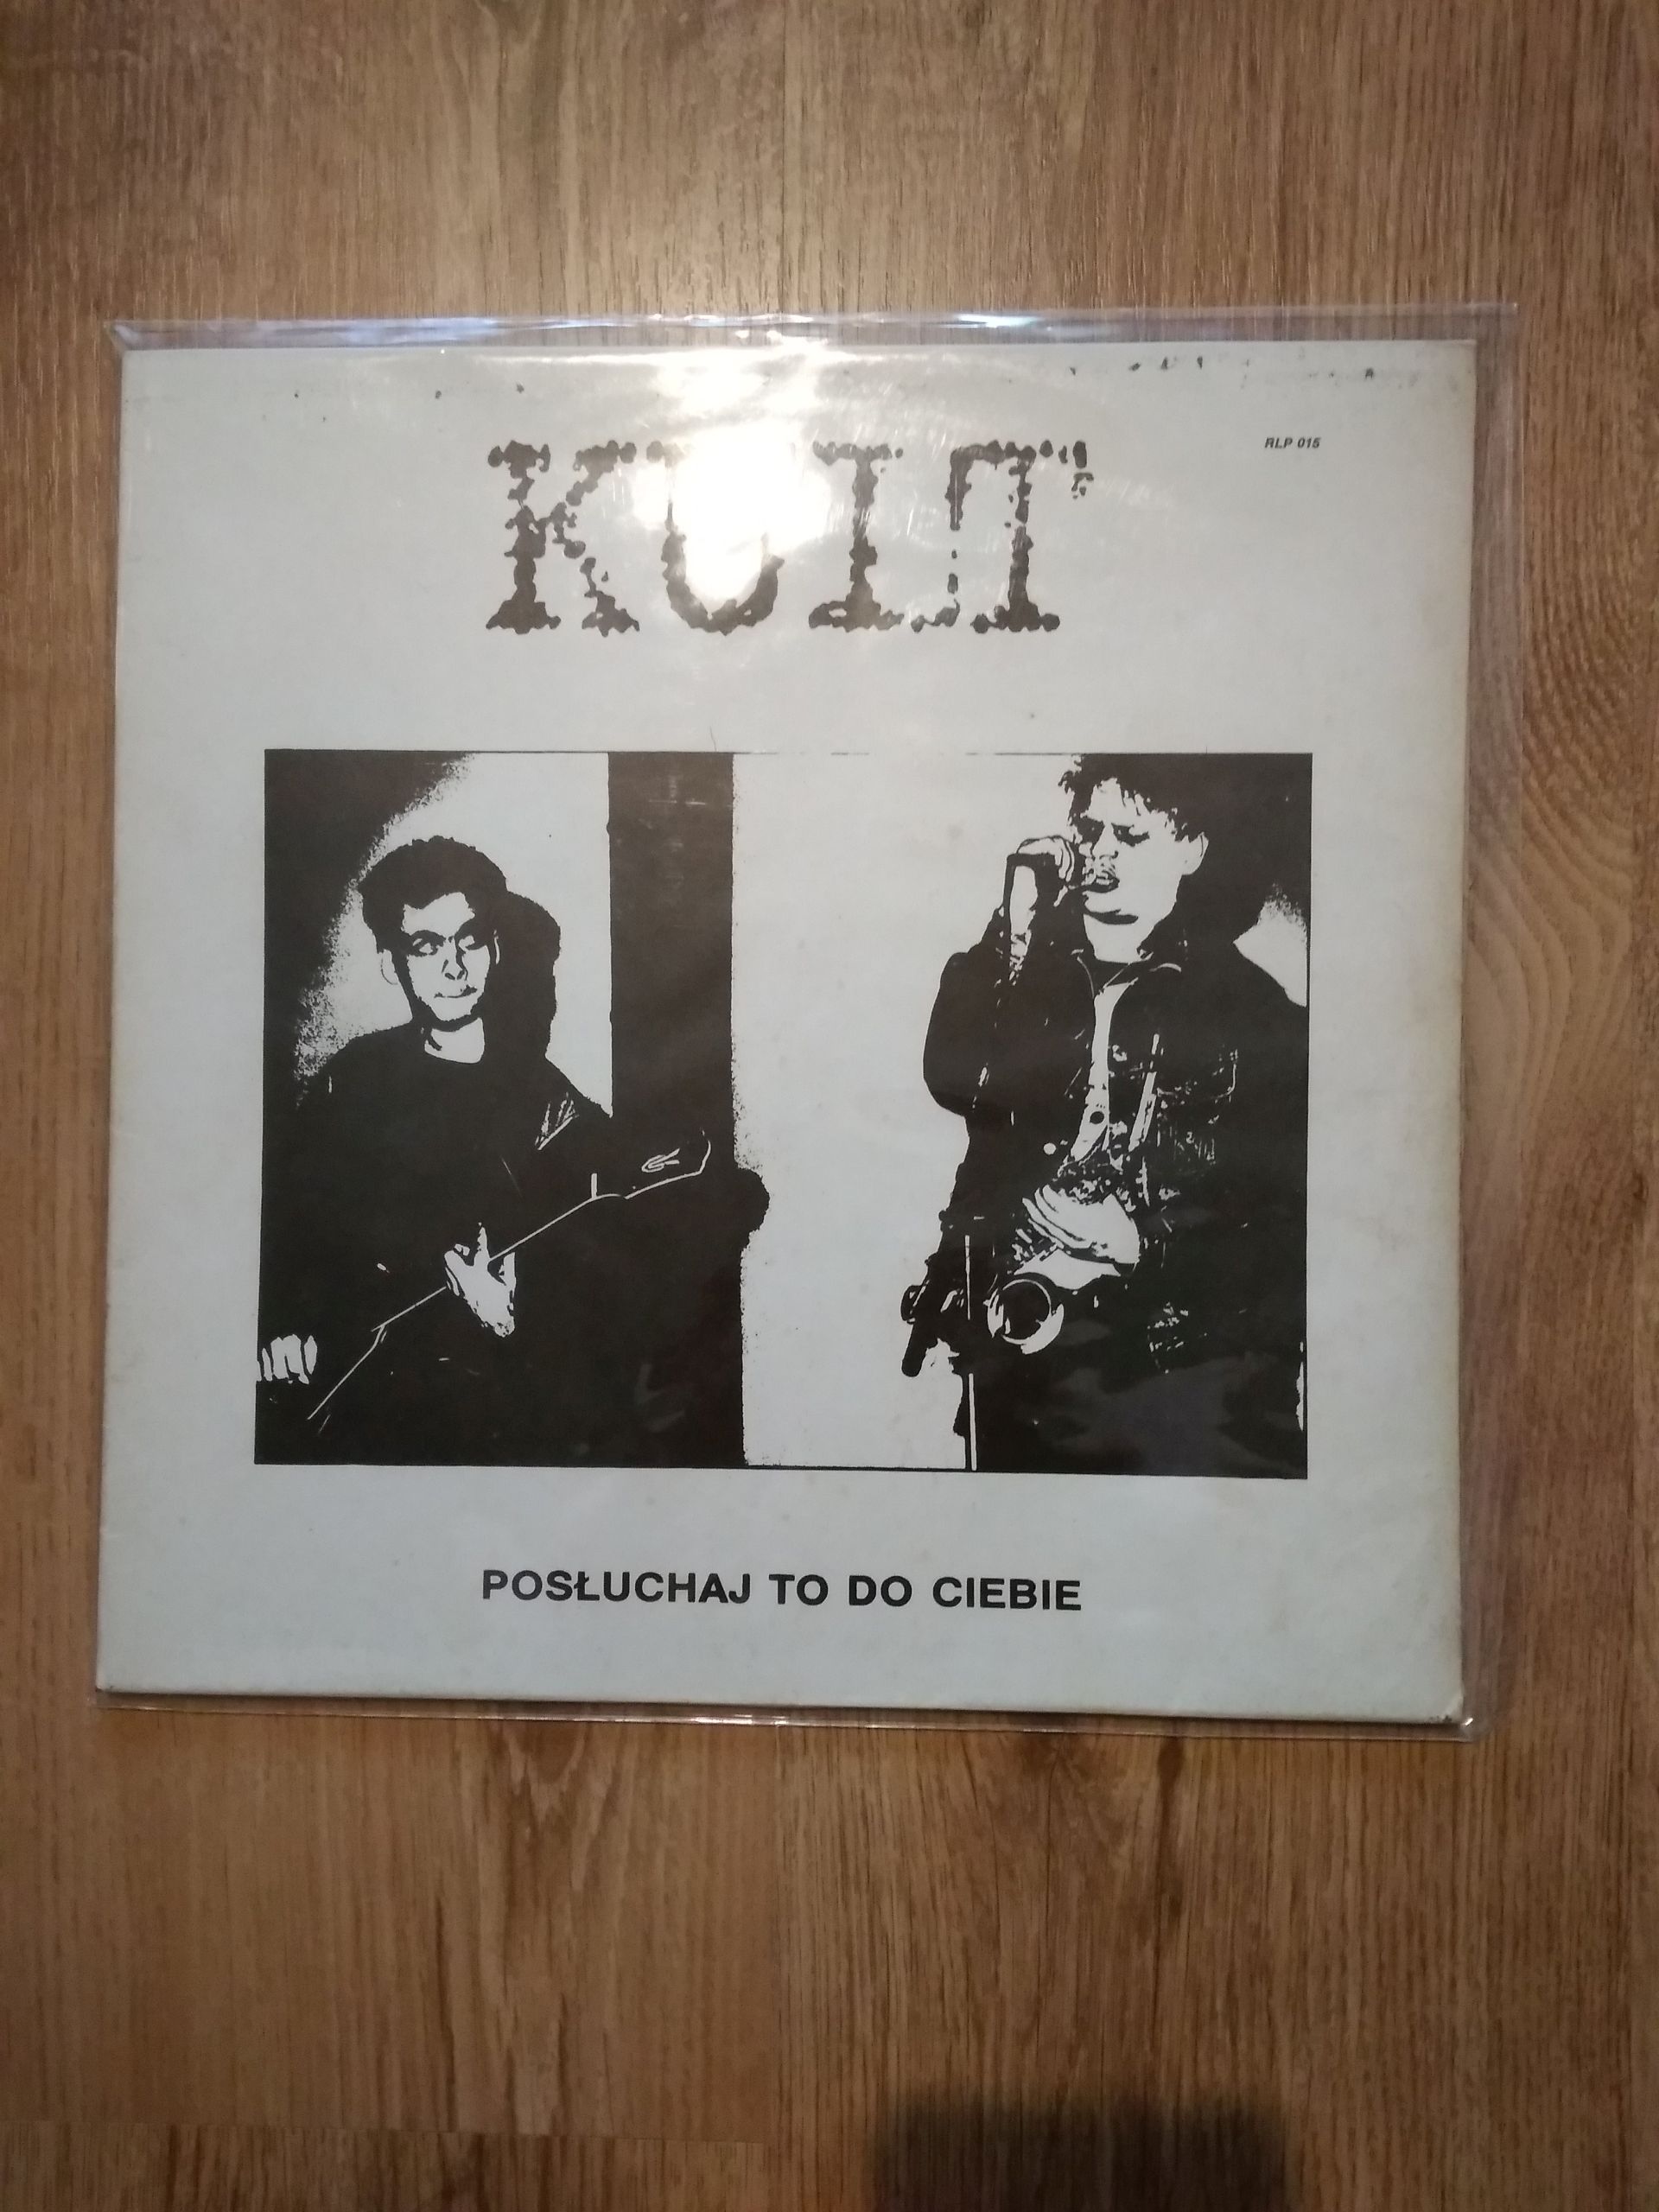 KULT
RLP 015
POSŁUCHAJ TO DO CIEBIE